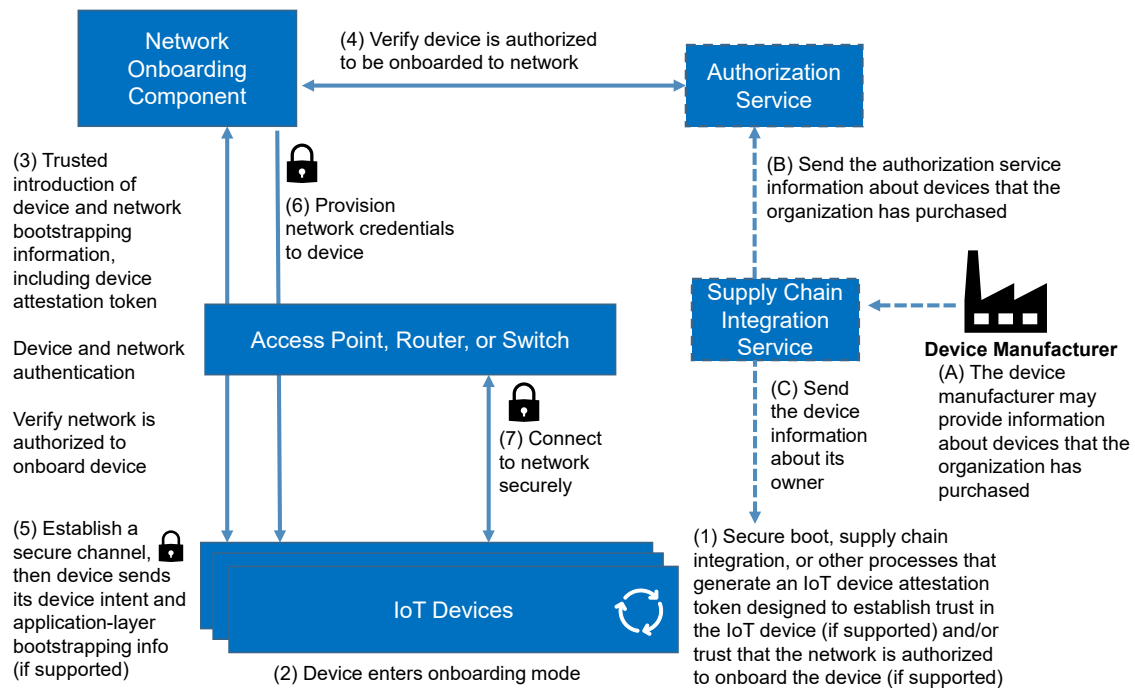 Network
Onboarding
Component
(4) Verify device is authorized
to be onboarded to network
Authorization
Service
(3) Trusted
introduction of
device and network
bootstrapping
information,
including device
attestation token
Device and network
authentication
Verify network is
authorized to
onboard device
(6) Provision
network credentials
to device
(B) Send the authorization service
information about devices that the
organization has purchased
Access Point, Router, or Switch
Supply Chain
Integration
Service
Device Manufacturer
(A) The device
manufacturer may
provide information
about devices that the
organization has
purchased
(C) Send
the device
information
about its
owner
(7) Connect
to network
securely
(5) Establish a
secure channel,
then device sends
its device intent and
application-layer
bootstrapping info
(if supported)
IoT Devices
(2) Device enters onboarding mode
(1) Secure boot, supply chain
integration, or other processes that
generate an IoT device attestation
token designed to establish trust in
the IoT device (if supported) and/or
trust that the network is authorized
to onboard the device (if supported)